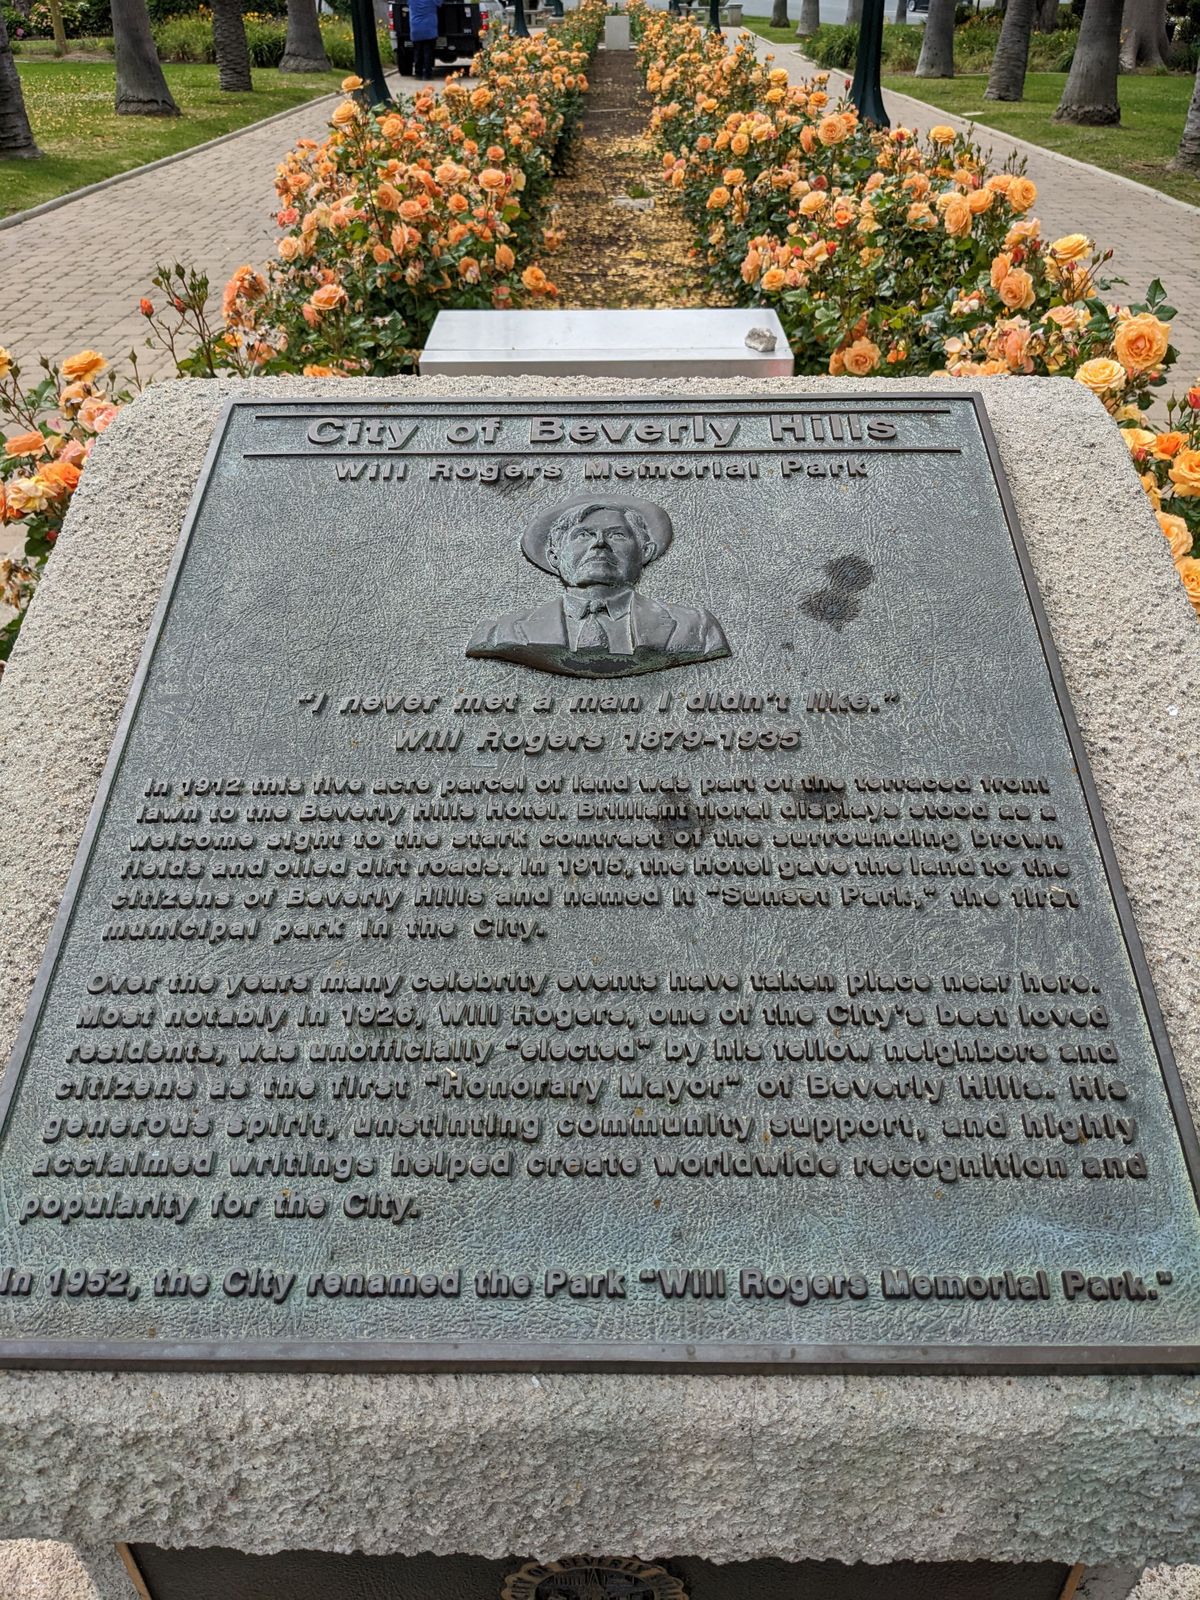 City of Beverly Hills
Will Rogers Memorial Park
"I never met a man I didn't like."
Will Rogers 1879-1935
In 1912 this five acre parcel of land was part of the terraced front
lawn to the Beverly Hills Hotel. Brilliant floral displays stood as a
welcome sight to the stark contrast of the surrounding brown
fields and oiled dirt roads. In 1915, the Hotel gave the land to the
citizens of Beverly Hills and named it "Sunset Park," the first
municipal park in the City.
Over the years many celebrity events have taken place near here.
Most notably in 1926, Will Rogers, one of the City's best loved
residents, was unofficially "elected" by his fellow neighbors and
citizens as the first "Honorary Mayor" of Beverly Hills. His
generous spirit, unstinting community support, and highly
acclaimed writings helped create worldwide recognition and
popularity for the City.
In 1952, the City renamed the Park "Will Rogers Memorial Park."
OF BEVERLY